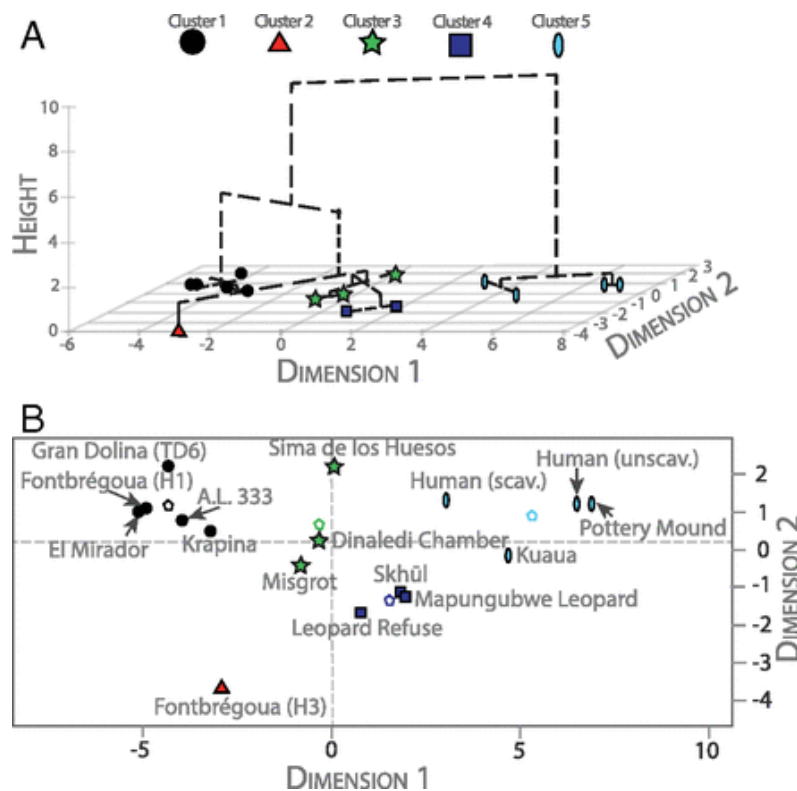 A
Cluster 1 Cluster 2 Cluster 3 Cluster 4 Cluster 5
10
8
6
4
2
0
HEIGHT
-6 -4 -2 0 2 4 6 8
DIMENSION 1
-4 -3 -2 -1 0 1 2 3
DIMENSION 2
B
Gran Dolina (TD6)
Sima de los Huesos
Fontbrégoua (H1)
A.L. 333
Human (scav.)
Human (unscav.)
El Mirador
Krapina
Dinaledi Chamber
Pottery Mound
Misgrot
Kuaua
Skhūl
Mapungubwe Leopard
Leopard Refuse
Fontbrégoua (H3)
2
1
0
-1
-2
-3
-4
DIMENSION 2
-5 0 5 10
DIMENSION 1